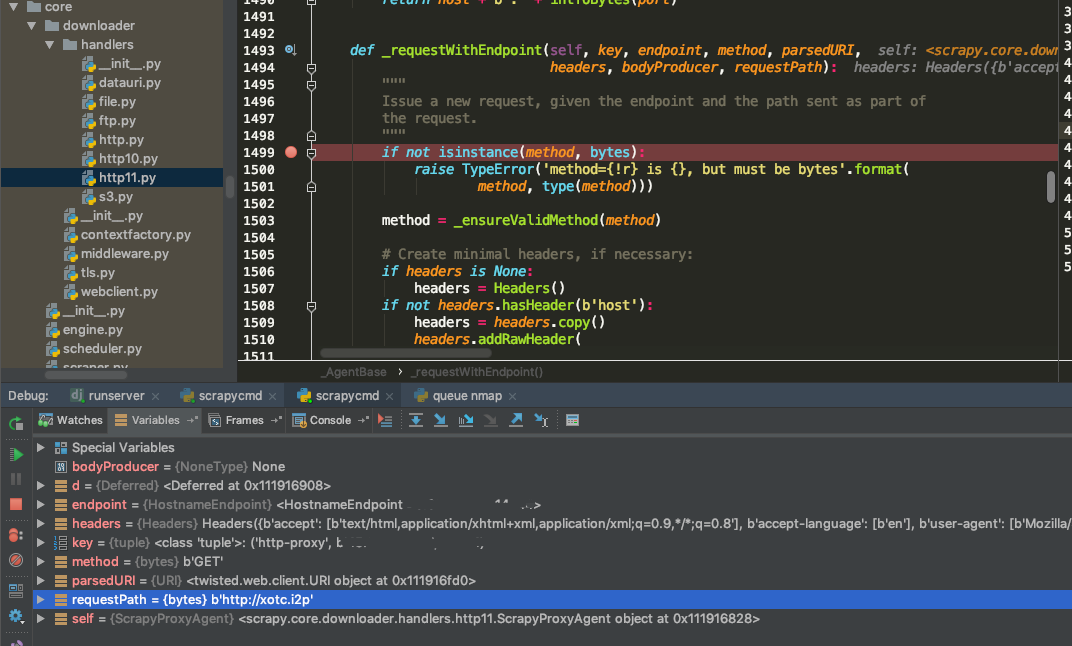 core
downloader
handlers
__init__.py
datauri.py
file.py
ftp.py
http.py
http10.py
http11.py
s3.py
__init__.py
contextfactory.py
middleware.py
tls.py
webclient.py
__init__.py
engine.py
scheduler.py
scraper.py
1490 return host + b":" + intToBytes(port)
1491
1492
1493 def _requestWithEndpoint(self, key, endpoint, method, parsedURI, self: <scrapy.core.down
1494 headers, bodyProducer, requestPath): headers: Headers({b'accept
1495 """
1496 Issue a new request, given the endpoint and the path sent as part of
1497 the request.
1498 """
1499 if not isinstance(method, bytes):
1500 raise TypeError('method={!r} is {}, but must be bytes'.format(
1501 method, type(method)))
1502
1503 method = _ensureValidMethod(method)
1504
1505 # Create minimal headers, if necessary:
1506 if headers is None:
1507 headers = Headers()
1508 if not headers.hasHeader(b'host'):
1509 headers = headers.copy()
1510 headers.addRawHeader(
1511
_AgentBase › _requestWithEndpoint()
Debug: runserver × scrapycmd × scrapycmd × queue nmap ×
Watches Variables Frames Console
Special Variables
bodyProducer = {NoneType} None
d = {Deferred} <Deferred at 0x111916908>
endpoint = {HostnameEndpoint} <HostnameEndpoint
headers = {Headers} Headers({b'accept': [b'text/html,application/xhtml+xml,application/xml;q=0.9,*/*;q=0.8'], b'accept-language': [b'en'], b'user-agent': [b'Mozilla/
key = {tuple} <class 'tuple'>: ('http-proxy',
method = {bytes} b'GET'
parsedURI = {URI} <twisted.web.client.URI object at 0x111916fd0>
requestPath = {bytes} b'http://xotc.i2p'
self = {ScrapyProxyAgent} <scrapy.core.downloader.handlers.http11.ScrapyProxyAgent object at 0x111916828>